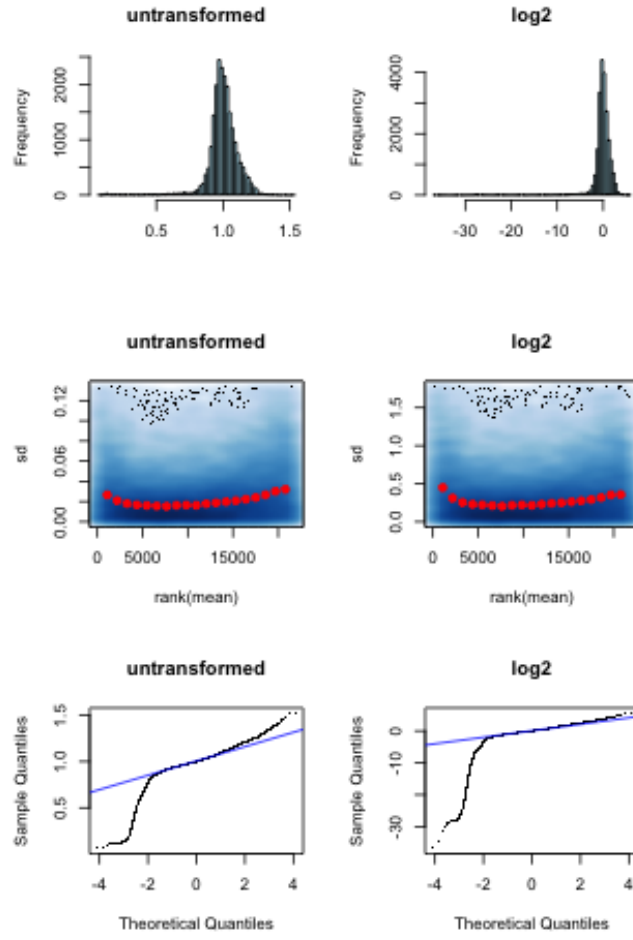 untransformed
log2
Frequency
2000
1000
0
0.5 1.0 1.5
Frequency
4000
2000
0
-30 -20 -10 0
untransformed
log2
sd
0.12
0.06
0.00
0 5000 15000
rank(mean)
sd
1.5
1.0
0.5
0.0
0 5000 15000
rank(mean)
untransformed
log2
Sample Quantiles
1.5
1.0
0.5
-4 -2 0 2 4
Theoretical Quantiles
Sample Quantiles
0
-10
-30
-4 -2 0 2 4
Theoretical Quantiles